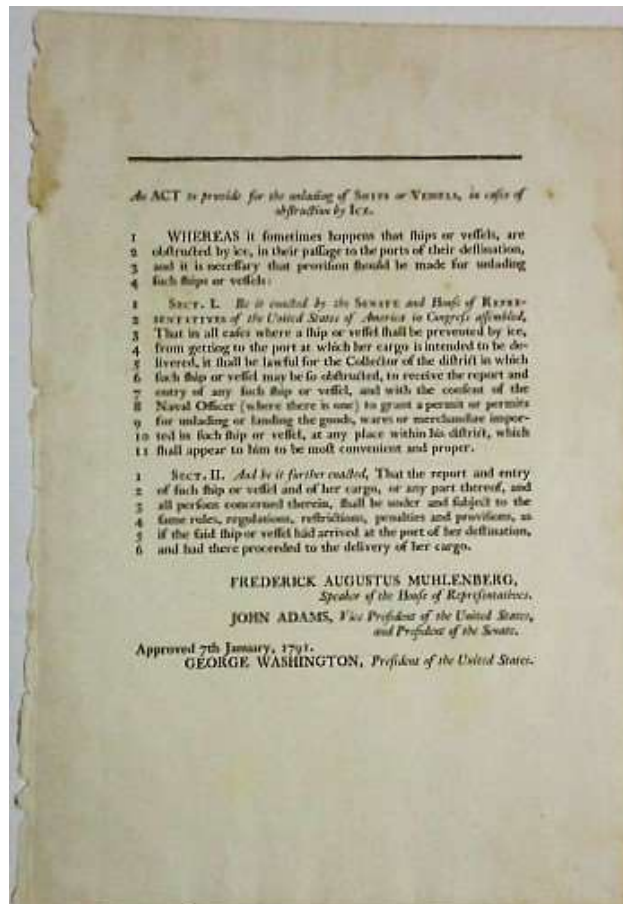 An ACT to provide for the unlading of SHIPS or VESSELS, in cases of
obstruction by ICE.
1 WHEREAS it sometimes happens that ships or vessels, are
2 obstructed by ice, in their passage to the ports of their destination,
3 and it is necessary that provision should be made for unlading
4 such ships or vessels:
1 SECT. I. Be it enacted by the SENATE and House of REPRE-
2 SENTATIVES of the United States of America in Congress assembled,
3 That in all cases where a ship or vessel shall be prevented by ice,
4 from getting to the port at which her cargo is intended to be de-
5 livered, it shall be lawful for the Collector of the district in which
6 such ship or vessel may be so obstructed, to receive the report and
7 entry of any such ship or vessel, and with the consent of the
8 Naval Officer (where there is one) to grant a permit or permits
9 for unlading or landing the goods, wares or merchandize impor-
10 ted in such ship or vessel, at any place within his district, which
11 shall appear to him to be most convenient and proper.
1 SECT. II. And be it further enacted, That the report and entry
2 of such ship or vessel and of her cargo, or any part thereof, and
3 all persons concerned therein, shall be under and subject to the
4 same rules, regulations, restrictions, penalties and provisions, as
5 if the said ship or vessel had arrived at the port of her destination,
6 and had there proceeded to the delivery of her cargo.
FREDERICK AUGUSTUS MUHLENBERG,
Speaker of the House of Representatives.
JOHN ADAMS, Vice President of the United States,
and President of the Senate.
Approved 7th January, 1791.
GEORGE WASHINGTON, President of the United States.